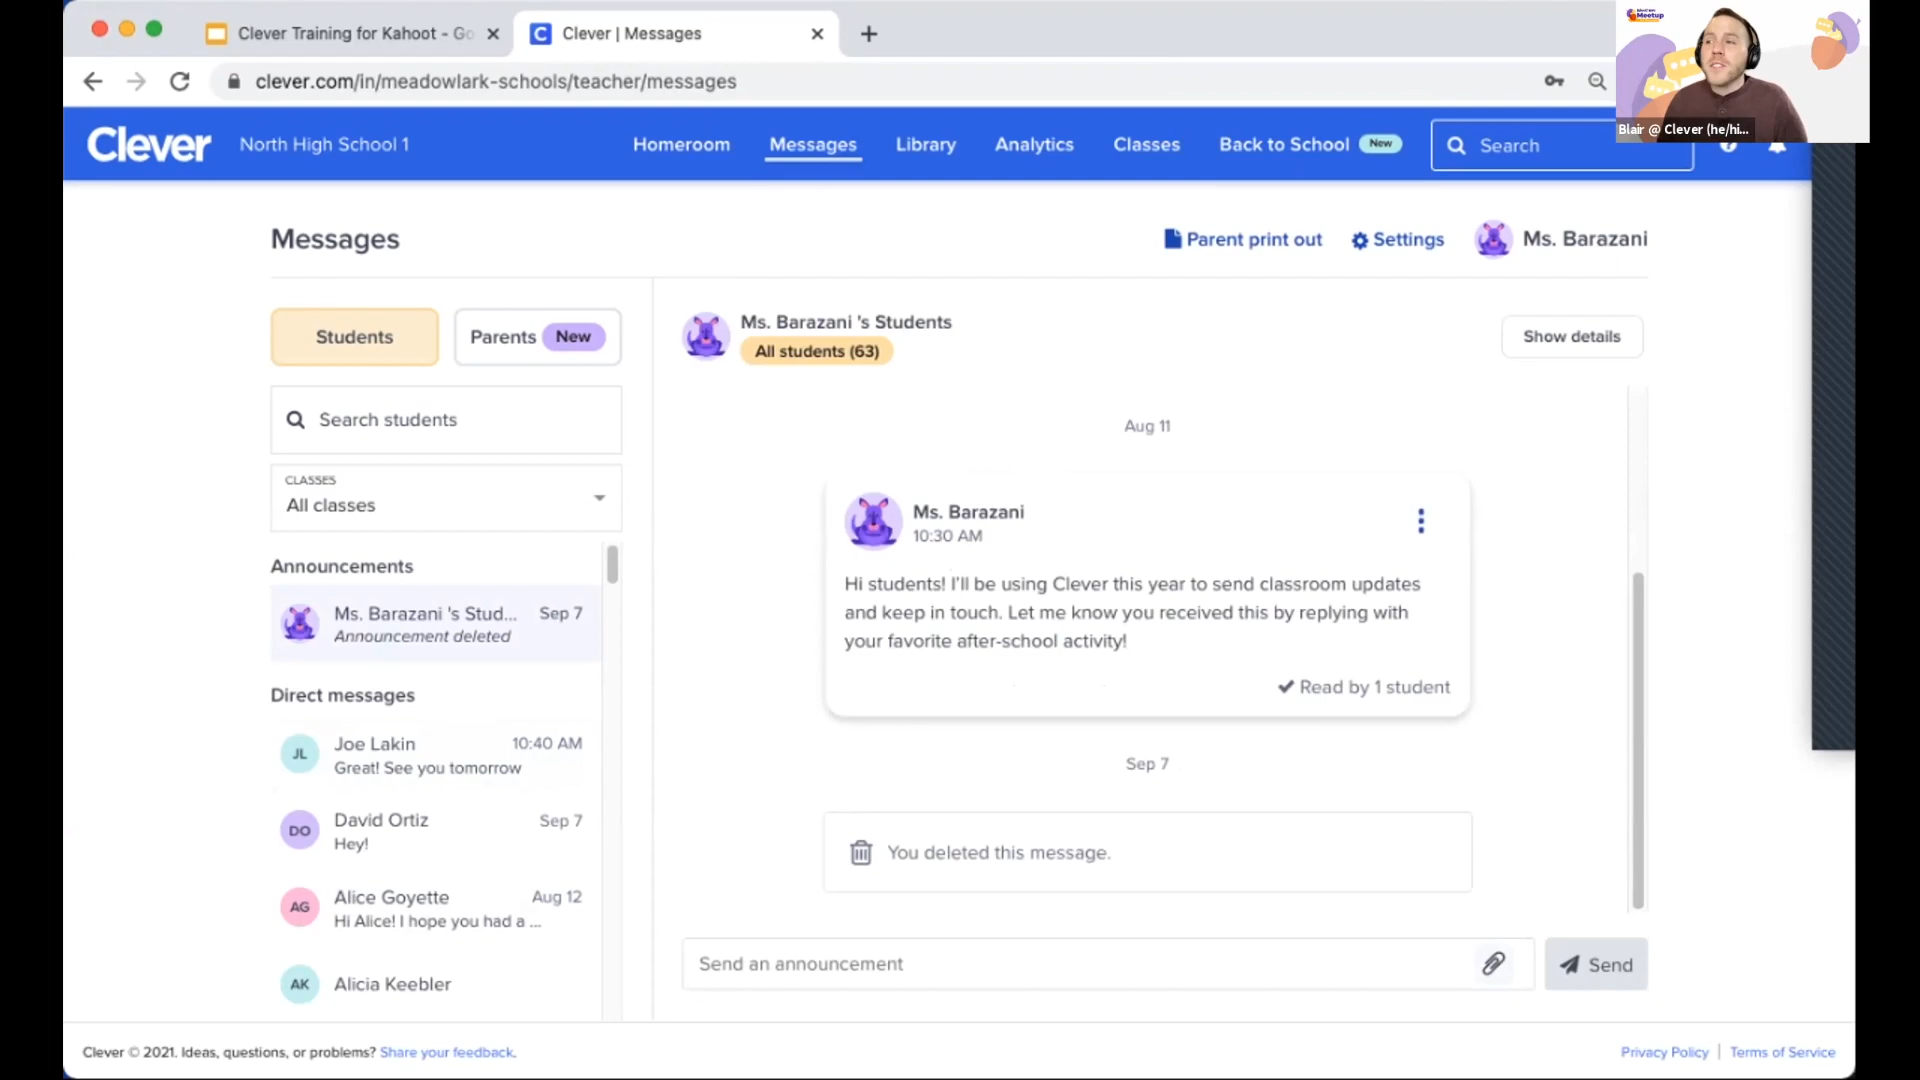 Clever Training for Kahoot - Go
Clever | Messages
clever.com/in/meadowlark-schools/teacher/messages
Meetup
Blair @ Clever (he/hi...
Clever
North High School 1
Homeroom
Messages
Library
Analytics
Classes
Back to School
New
Search
Messages
Parent print out
Settings
Ms. Barazani
Students
Parents New
Search students
CLASSES
All classes
Announcements
Ms. Barazani 's Stud... Sep 7
Announcement deleted
Direct messages
JL
Joe Lakin 10:40 AM
Great! See you tomorrow
DO
David Ortiz Sep 7
Hey!
AG
Alice Goyette Aug 12
Hi Alice! I hope you had a ...
AK
Alicia Keebler
Ms. Barazani 's Students
All students (63)
Show details
Aug 11
Ms. Barazani
10:30 AM
Hi students! I'll be using Clever this year to send classroom updates
and keep in touch. Let me know you received this by replying with
your favorite after-school activity!
Read by 1 student
Sep 7
You deleted this message.
Send an announcement
Send
Clever © 2021. Ideas, questions, or problems? Share your feedback.
Privacy Policy | Terms of Service